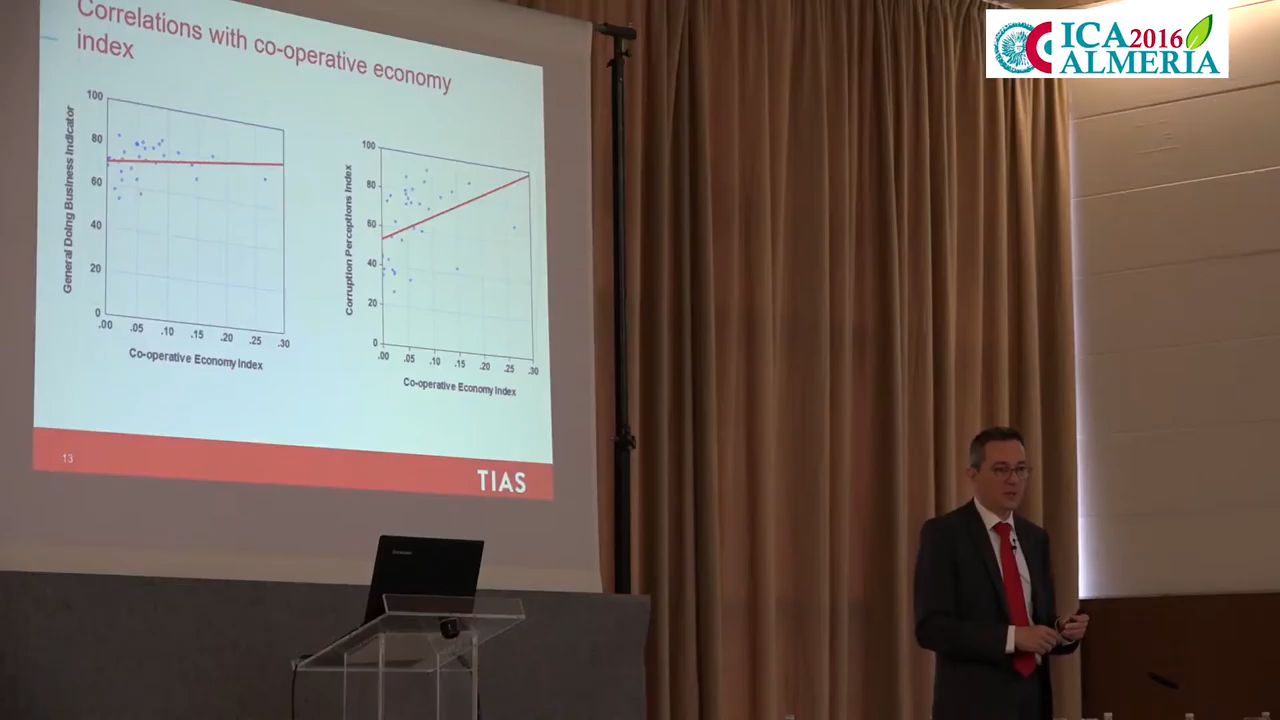 Correlations with co-operative economy
index
General Doing Business Indicator
100
80
60
40
20
0
.00 .05 .10 .15 .20 .25 .30
Co-operative Economy Index
Corruption Perceptions Index
100
80
60
40
20
0
.00 .05 .10 .15 .20 .25 .30
Co-operative Economy Index
13
TIAS
ICA 2016
ALMERIA